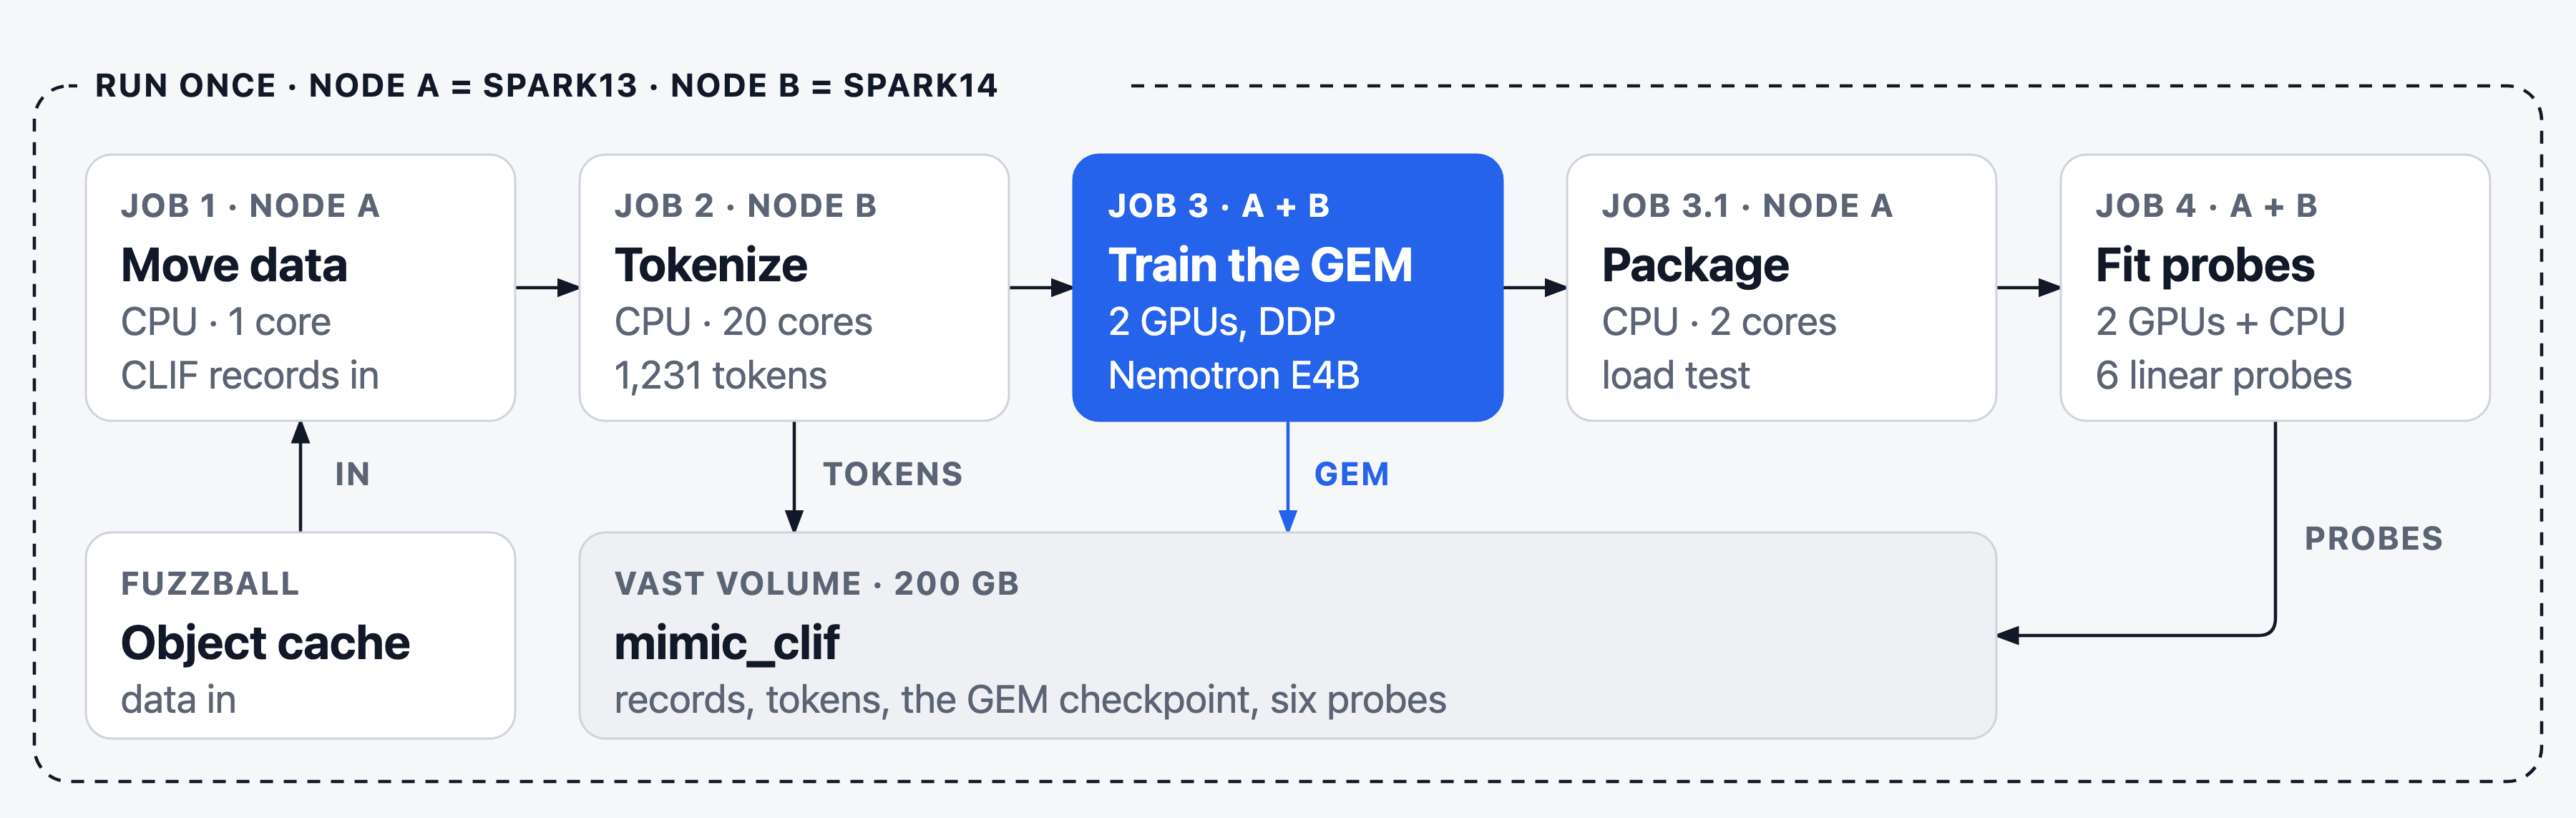 RUN ONCE · NODE A = SPARK13 · NODE B = SPARK14
JOB 1 · NODE A
Move data
CPU · 1 core
CLIF records in
JOB 2 · NODE B
Tokenize
CPU · 20 cores
1,231 tokens
JOB 3 · A + B
Train the GEM
2 GPUs, DDP
Nemotron E4B
JOB 3.1 · NODE A
Package
CPU · 2 cores
load test
JOB 4 · A + B
Fit probes
2 GPUs + CPU
6 linear probes
IN
TOKENS
GEM
PROBES
FUZZBALL
Object cache
data in
VAST VOLUME · 200 GB
mimic_clif
records, tokens, the GEM checkpoint, six probes